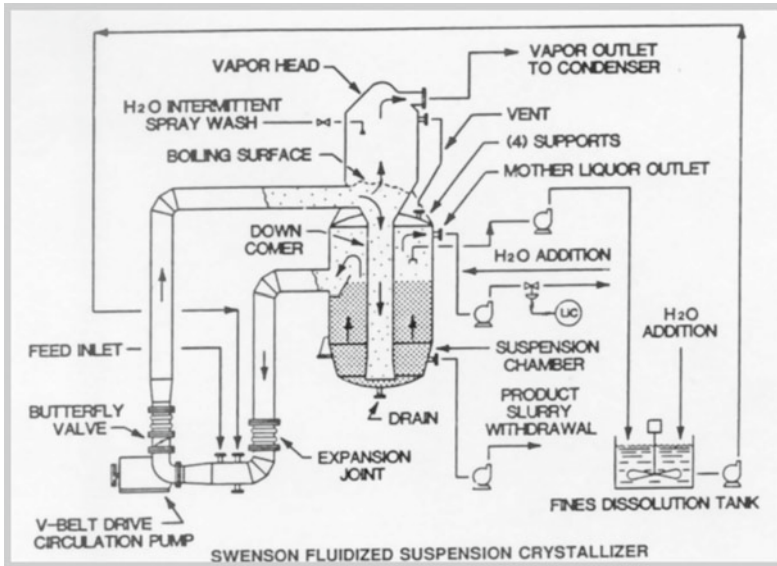 VAPOR HEAD
VAPOR OUTLET
TO CONDENSER
H2O INTERMITTENT
SPRAY WASH
VENT
(4) SUPPORTS
BOILING SURFACE
MOTHER LIQUOR OUTLET
DOWN
COMER
H2O ADDITION
LIC
H2O
ADDITION
FEED INLET
SUSPENSION
CHAMBER
BUTTERFLY
VALVE
DRAIN
PRODUCT
SLURRY
WITHDRAWAL
EXPANSION
JOINT
FINES DISSOLUTION TANK
V-BELT DRIVE
CIRCULATION PUMP
SWENSON FLUIDIZED SUSPENSION CRYSTALLIZER